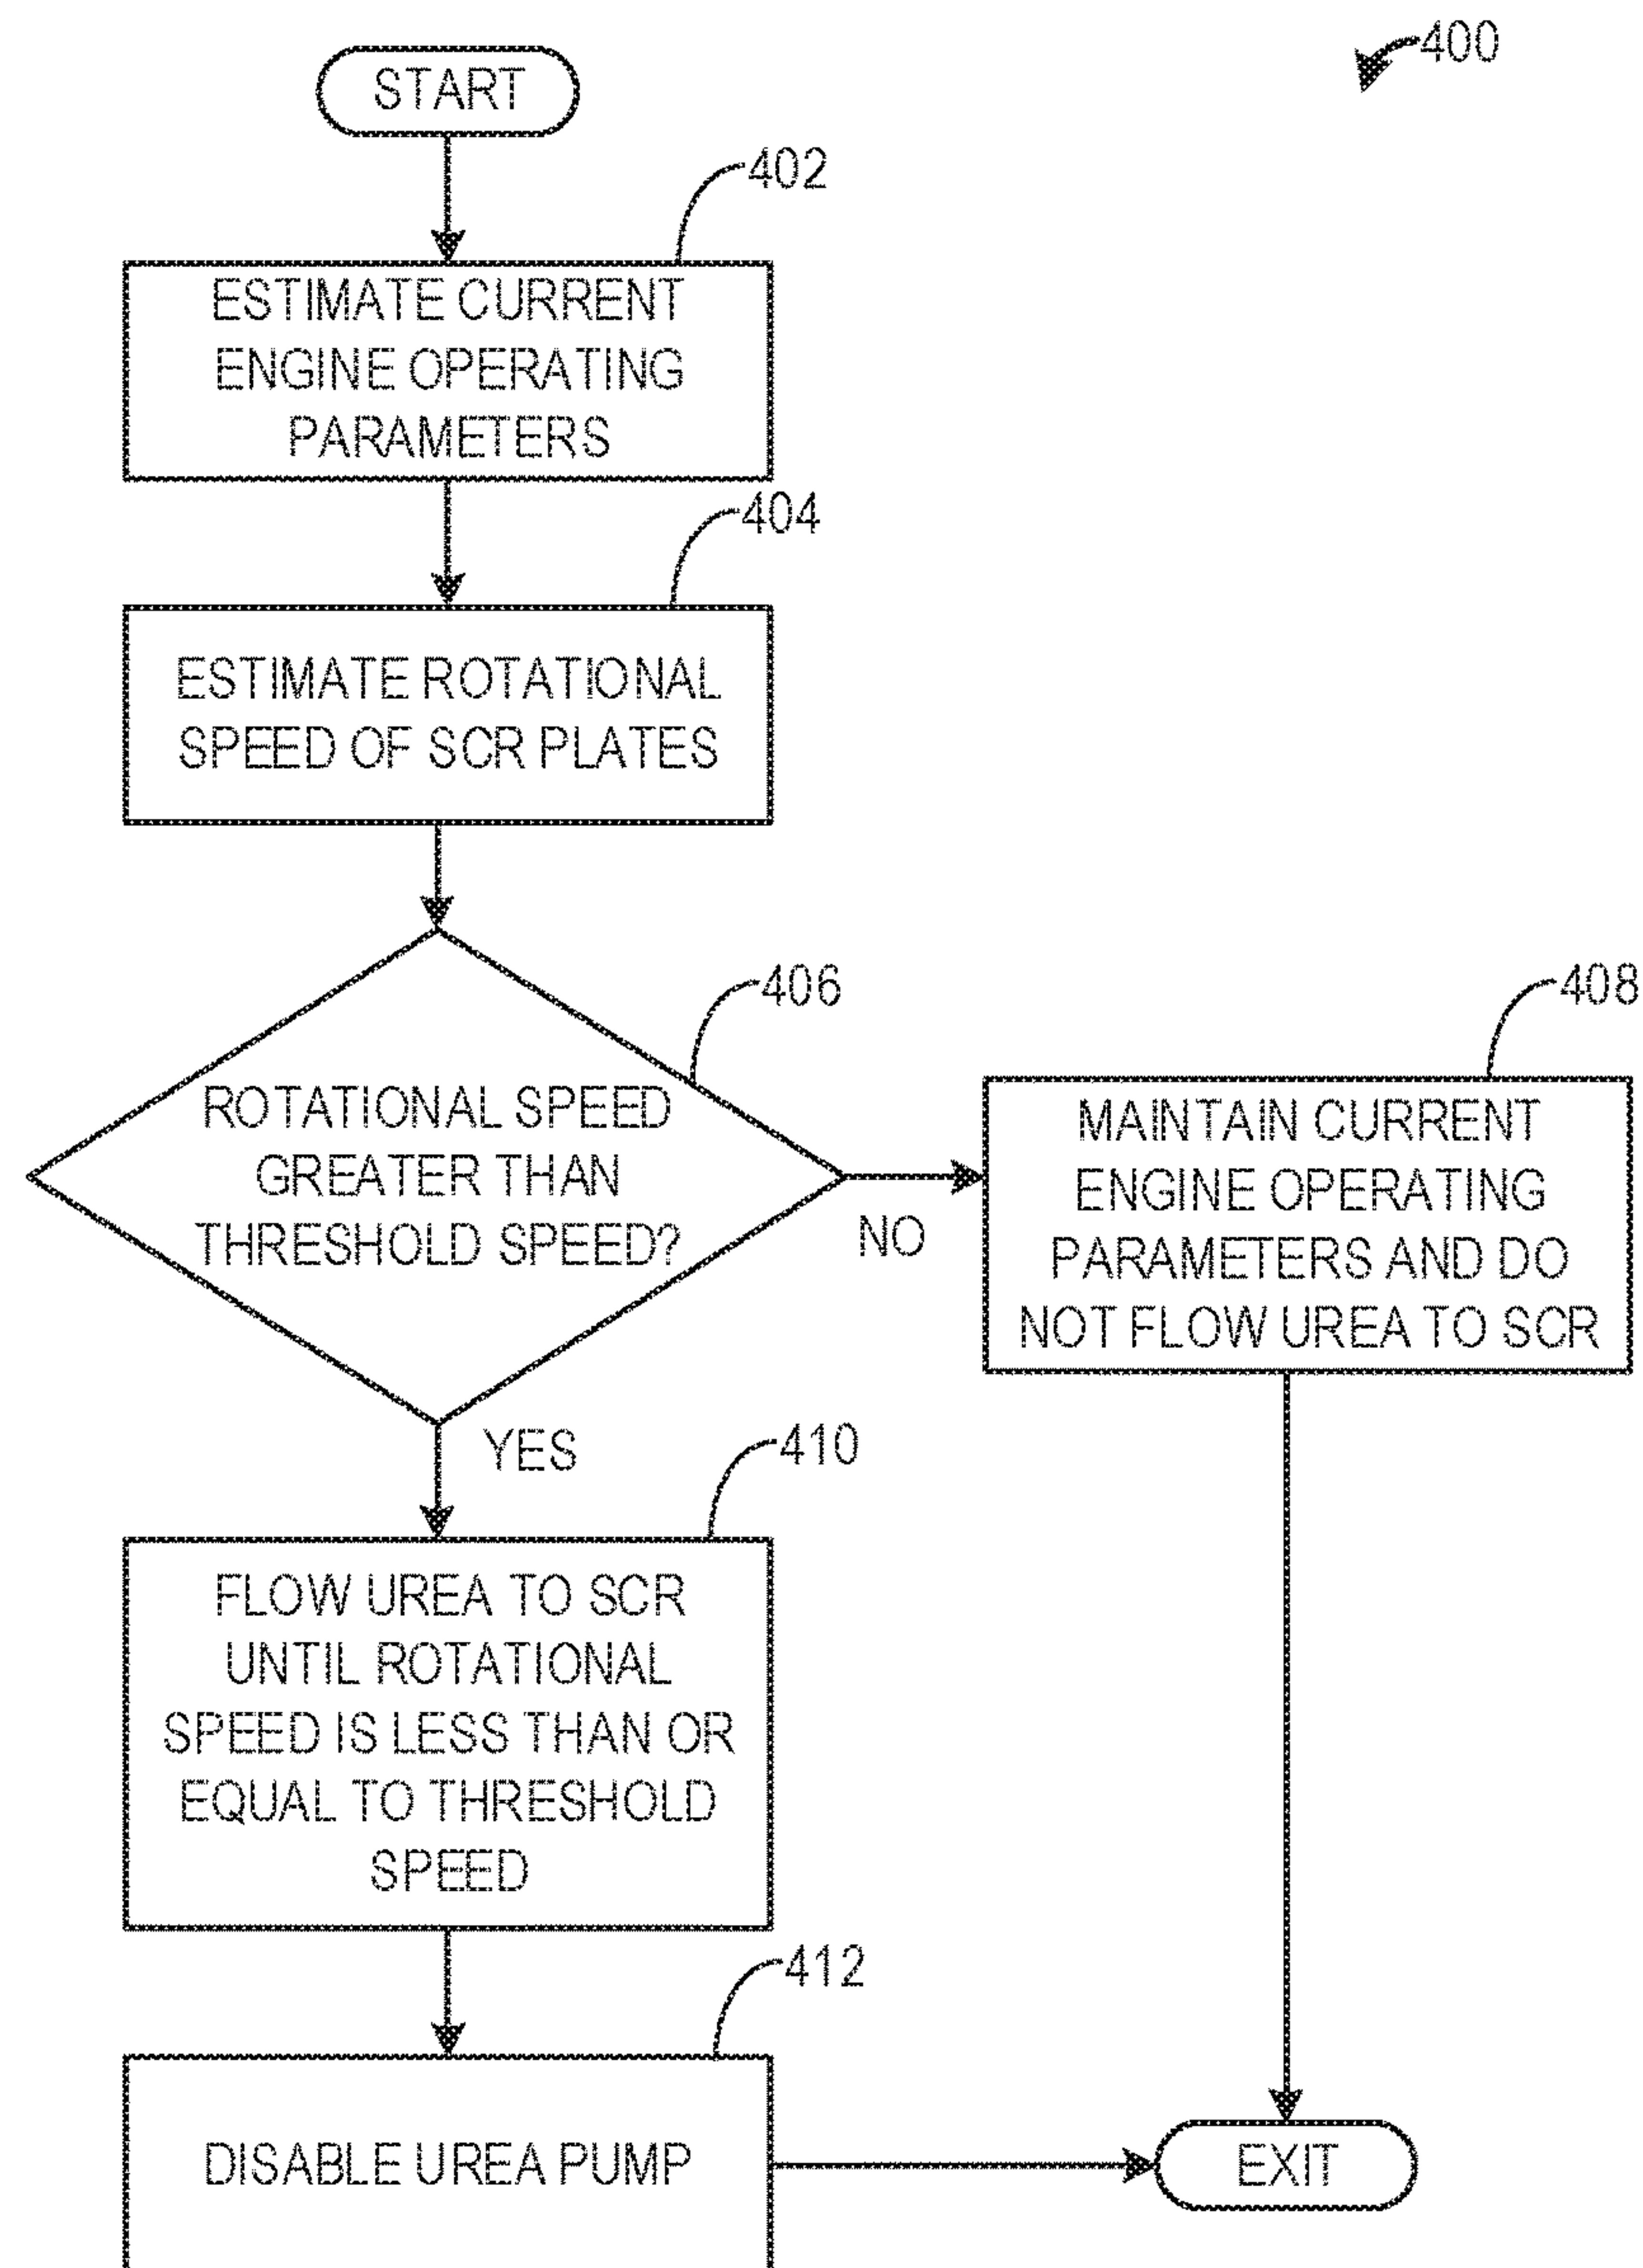 400
START
402
ESTIMATE CURRENT
ENGINE OPERATING
PARAMETERS
404
ESTIMATE ROTATIONAL
SPEED OF SCR PLATES
406
ROTATIONAL SPEED
GREATER THAN
THRESHOLD SPEED?
NO
408
MAINTAIN CURRENT
ENGINE OPERATING
PARAMETERS AND DO
NOT FLOW UREA TO SCR
YES
410
FLOW UREA TO SCR
UNTIL ROTATIONAL
SPEED IS LESS THAN OR
EQUAL TO THRESHOLD
SPEED
412
DISABLE UREA PUMP
EXIT